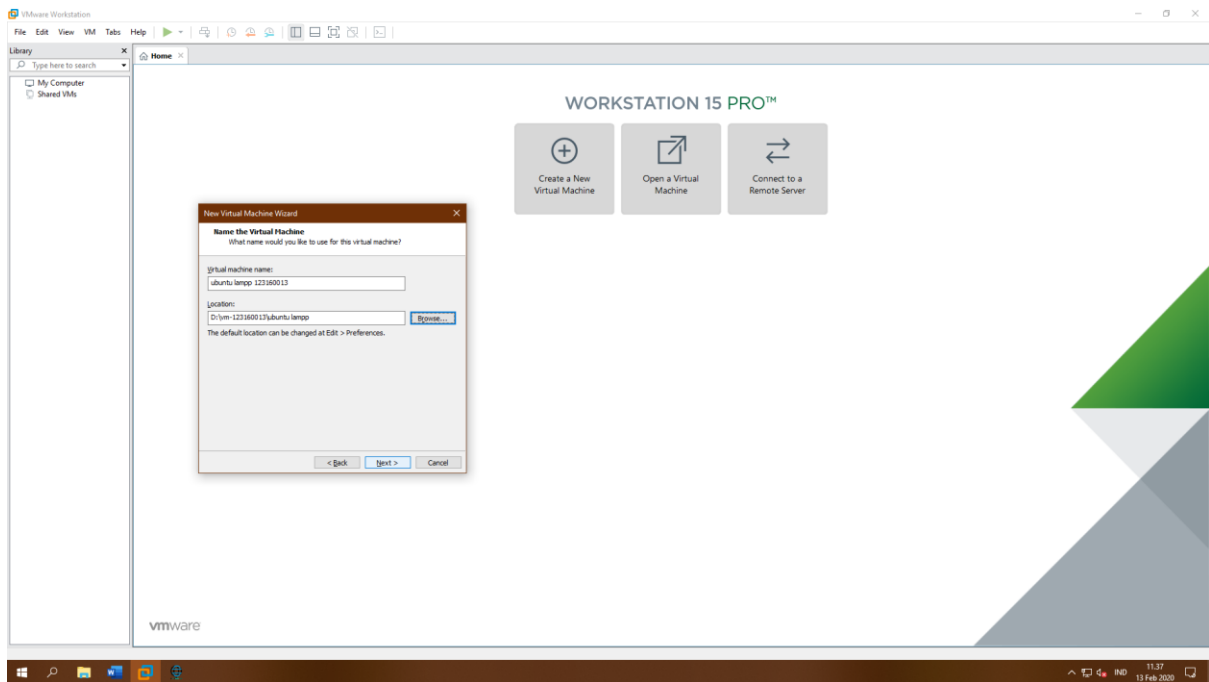 VMware Workstation
File Edit View VM Tabs Help
Library
Type here to search
My Computer
Shared VMs
Home
WORKSTATION 15 PRO™
Create a New
Virtual Machine
Open a Virtual
Machine
Connect to a
Remote Server
New Virtual Machine Wizard
Name the Virtual Machine
What name would you like to use for this virtual machine?
Virtual machine name:
ubuntu lampp 123160013
Location:
D:\vm-123160013\ubuntu lampp
Browse...
The default location can be changed at Edit > Preferences.
< Back Next > Cancel
vmware
IND
11.37
13 Feb 2020